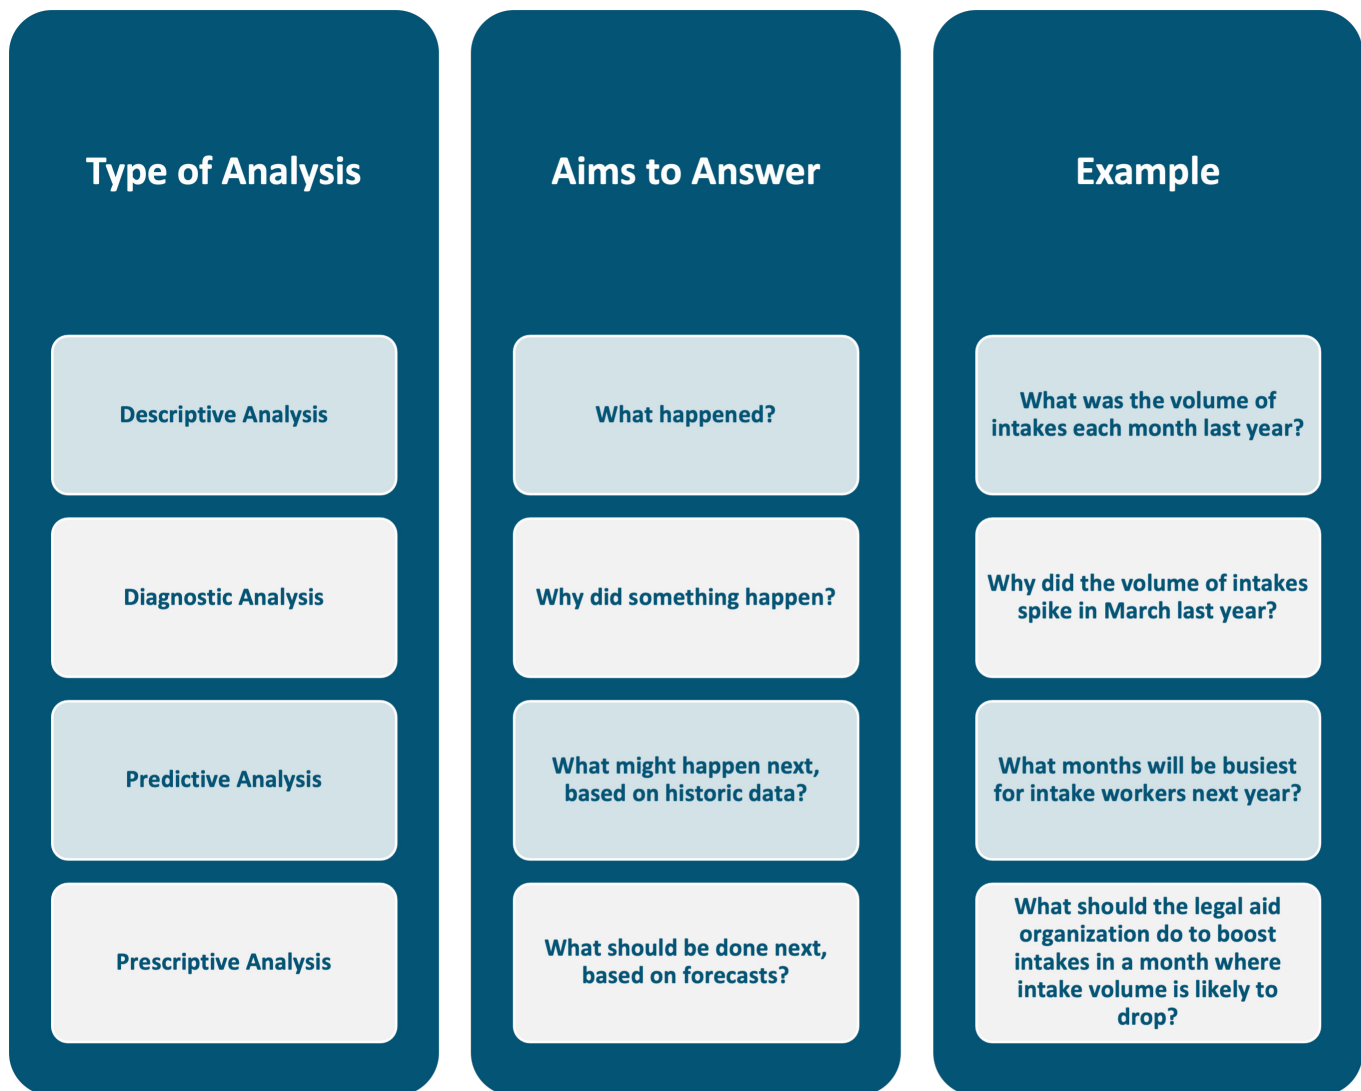 Type of Analysis
Aims to Answer
Example
Descriptive Analysis
What happened?
What was the volume of
intakes each month last year?
Diagnostic Analysis
Why did something happen?
Why did the volume of intakes
spike in March last year?
Predictive Analysis
What might happen next,
based on historic data?
What months will be busiest
for intake workers next year?
Prescriptive Analysis
What should be done next,
based on forecasts?
What should the legal aid
organization do to boost
intakes in a month where
intake volume is likely to
drop?